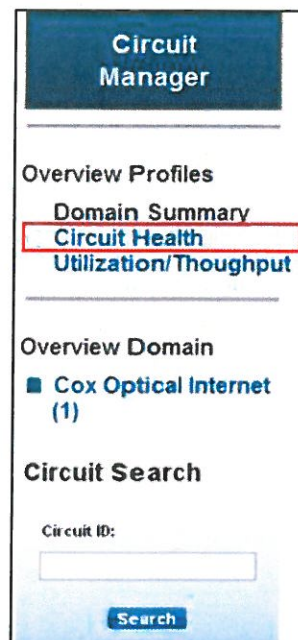 Circuit
Manager
Overview Profiles
Domain Summary
Circuit Health
Utilization/Thoughput
Overview Domain
Cox Optical Internet
(1)
Circuit Search
Circuit ID:
Search